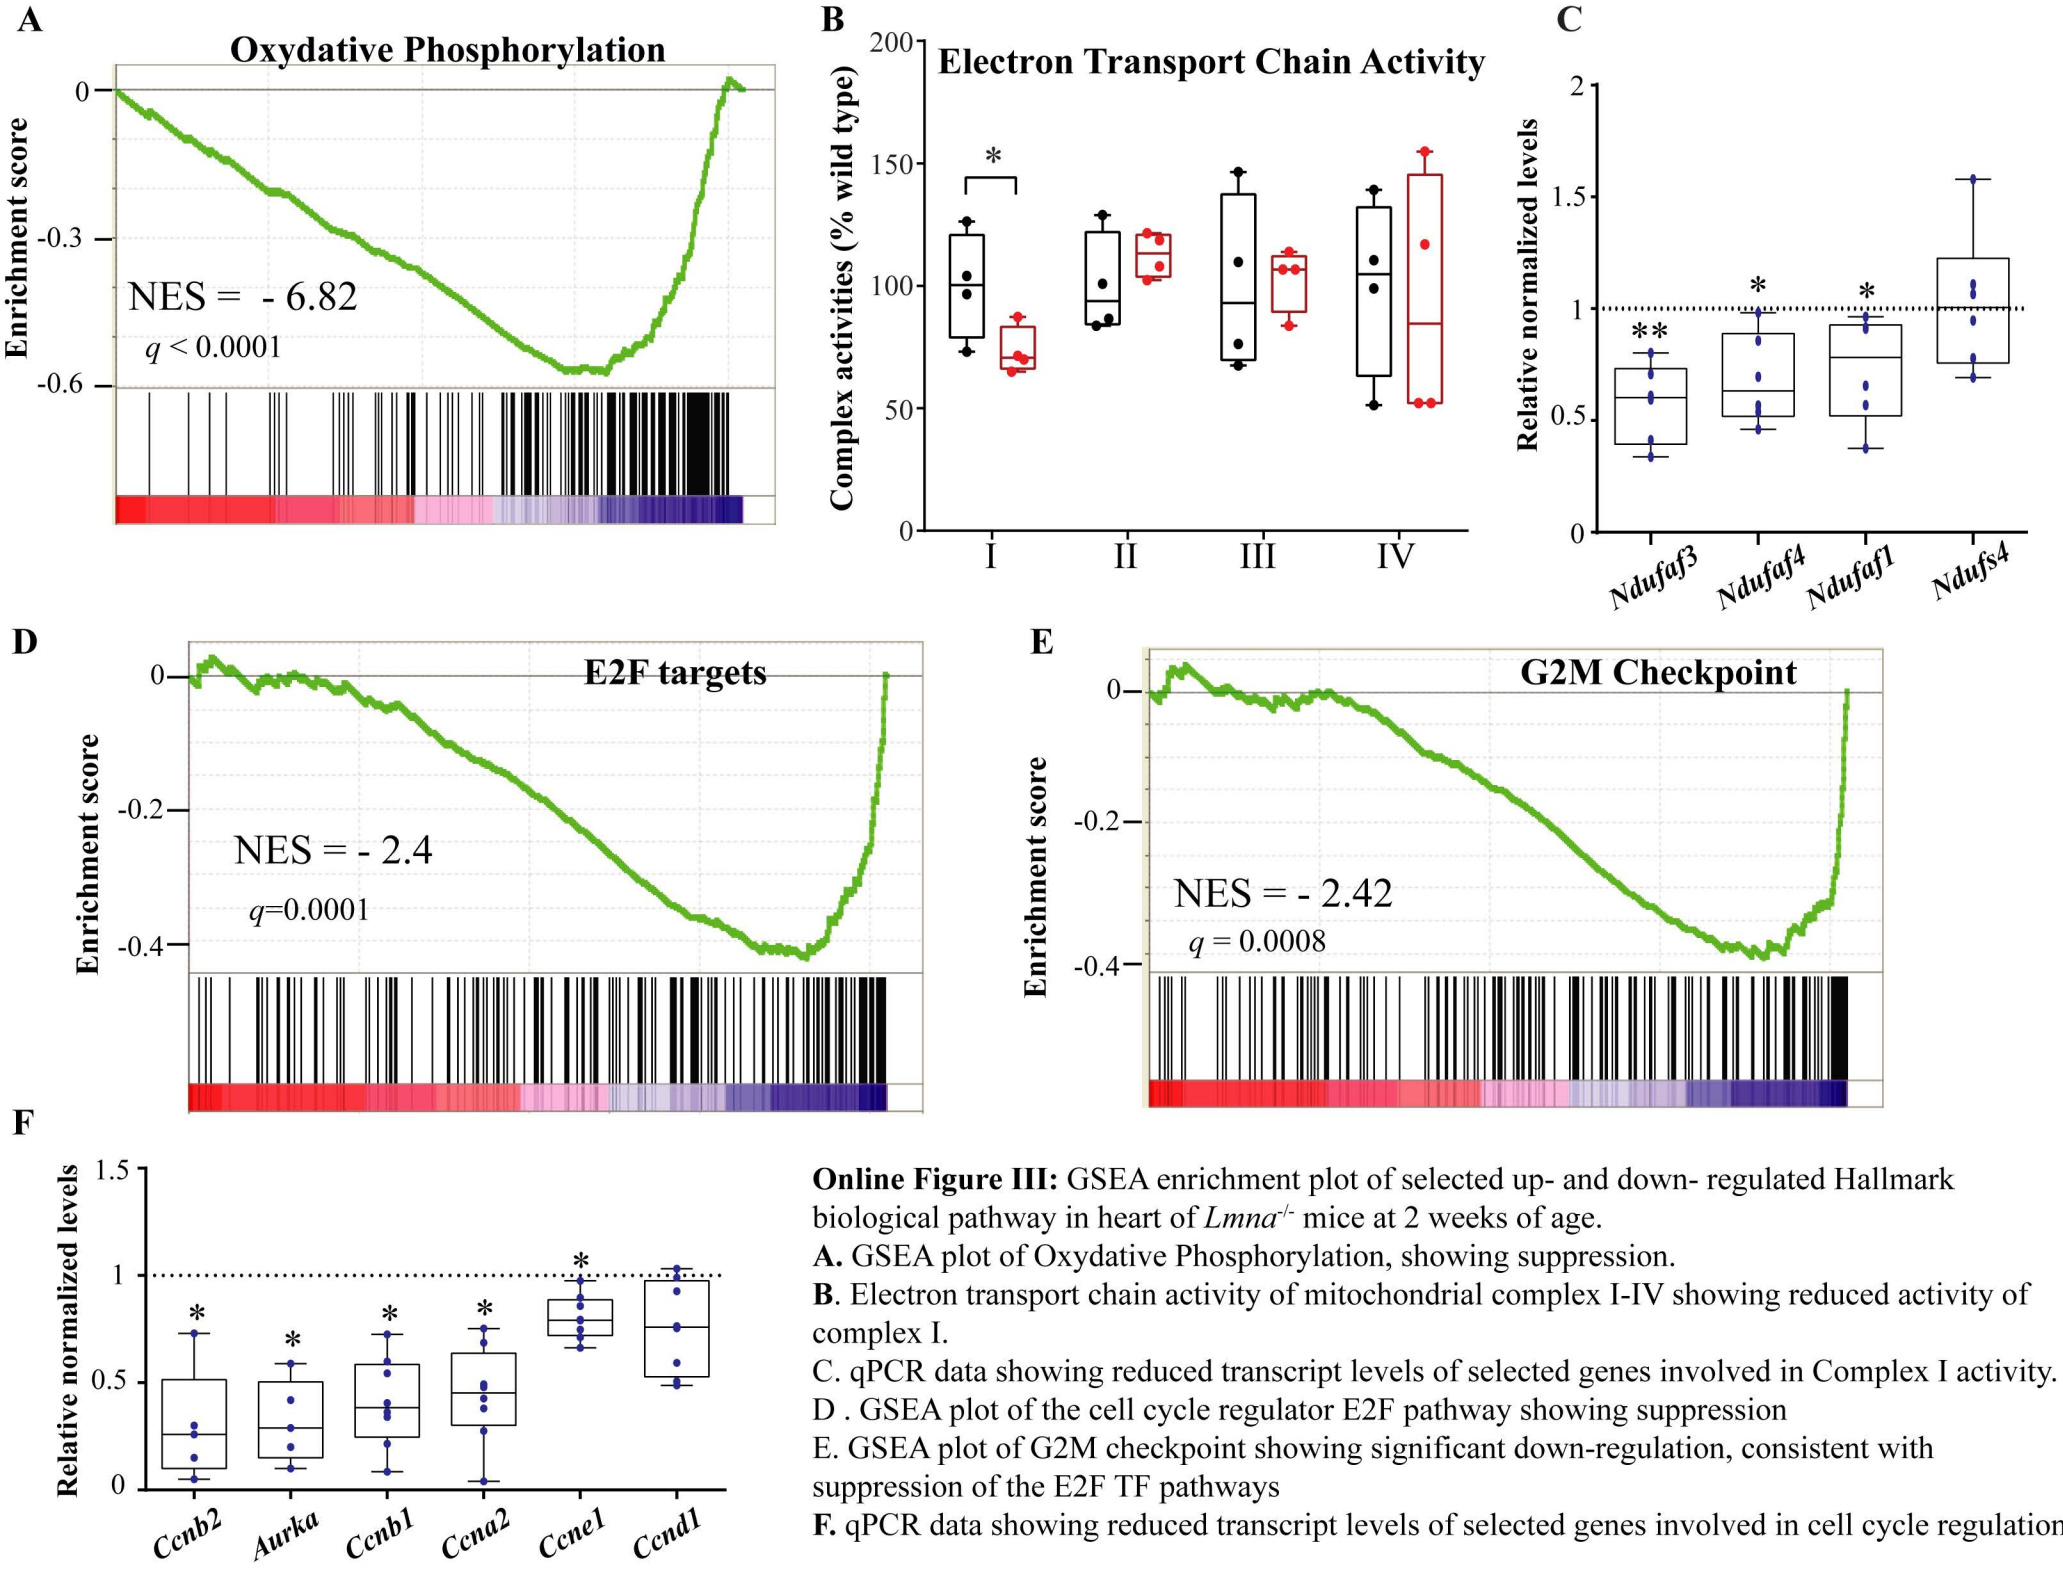 A
Oxydative Phosphorylation
Enrichment score
0
-0.3
-0.6
NES = - 6.82
q < 0.0001
B
Electron Transport Chain Activity
Complex activities (% wild type)
200
150
100
50
0
*
I II III IV
C
Relative normalized levels
2
1.5
1
0.5
0
** * *
Ndufaf3 Ndufaf4 Ndufaf1 Ndufs4
D
E2F targets
Enrichment score
0
-0.2
-0.4
NES = - 2.4
q=0.0001
E
G2M Checkpoint
Enrichment score
0
-0.2
-0.4
NES = - 2.42
q = 0.0008
F
Relative normalized levels
1.5
1
0.5
0
* * * * *
Ccnb2 Aurka Ccnb1 Ccna2 Ccne1 Ccnd1
Online Figure III: GSEA enrichment plot of selected up- and down- regulated Hallmark
biological pathway in heart of Lmna-/- mice at 2 weeks of age.
A. GSEA plot of Oxydative Phosphorylation, showing suppression.
B. Electron transport chain activity of mitochondrial complex I-IV showing reduced activity of
complex I.
C. qPCR data showing reduced transcript levels of selected genes involved in Complex I activity.
D . GSEA plot of the cell cycle regulator E2F pathway showing suppression
E. GSEA plot of G2M checkpoint showing significant down-regulation, consistent with
suppression of the E2F TF pathways
F. qPCR data showing reduced transcript levels of selected genes involved in cell cycle regulation